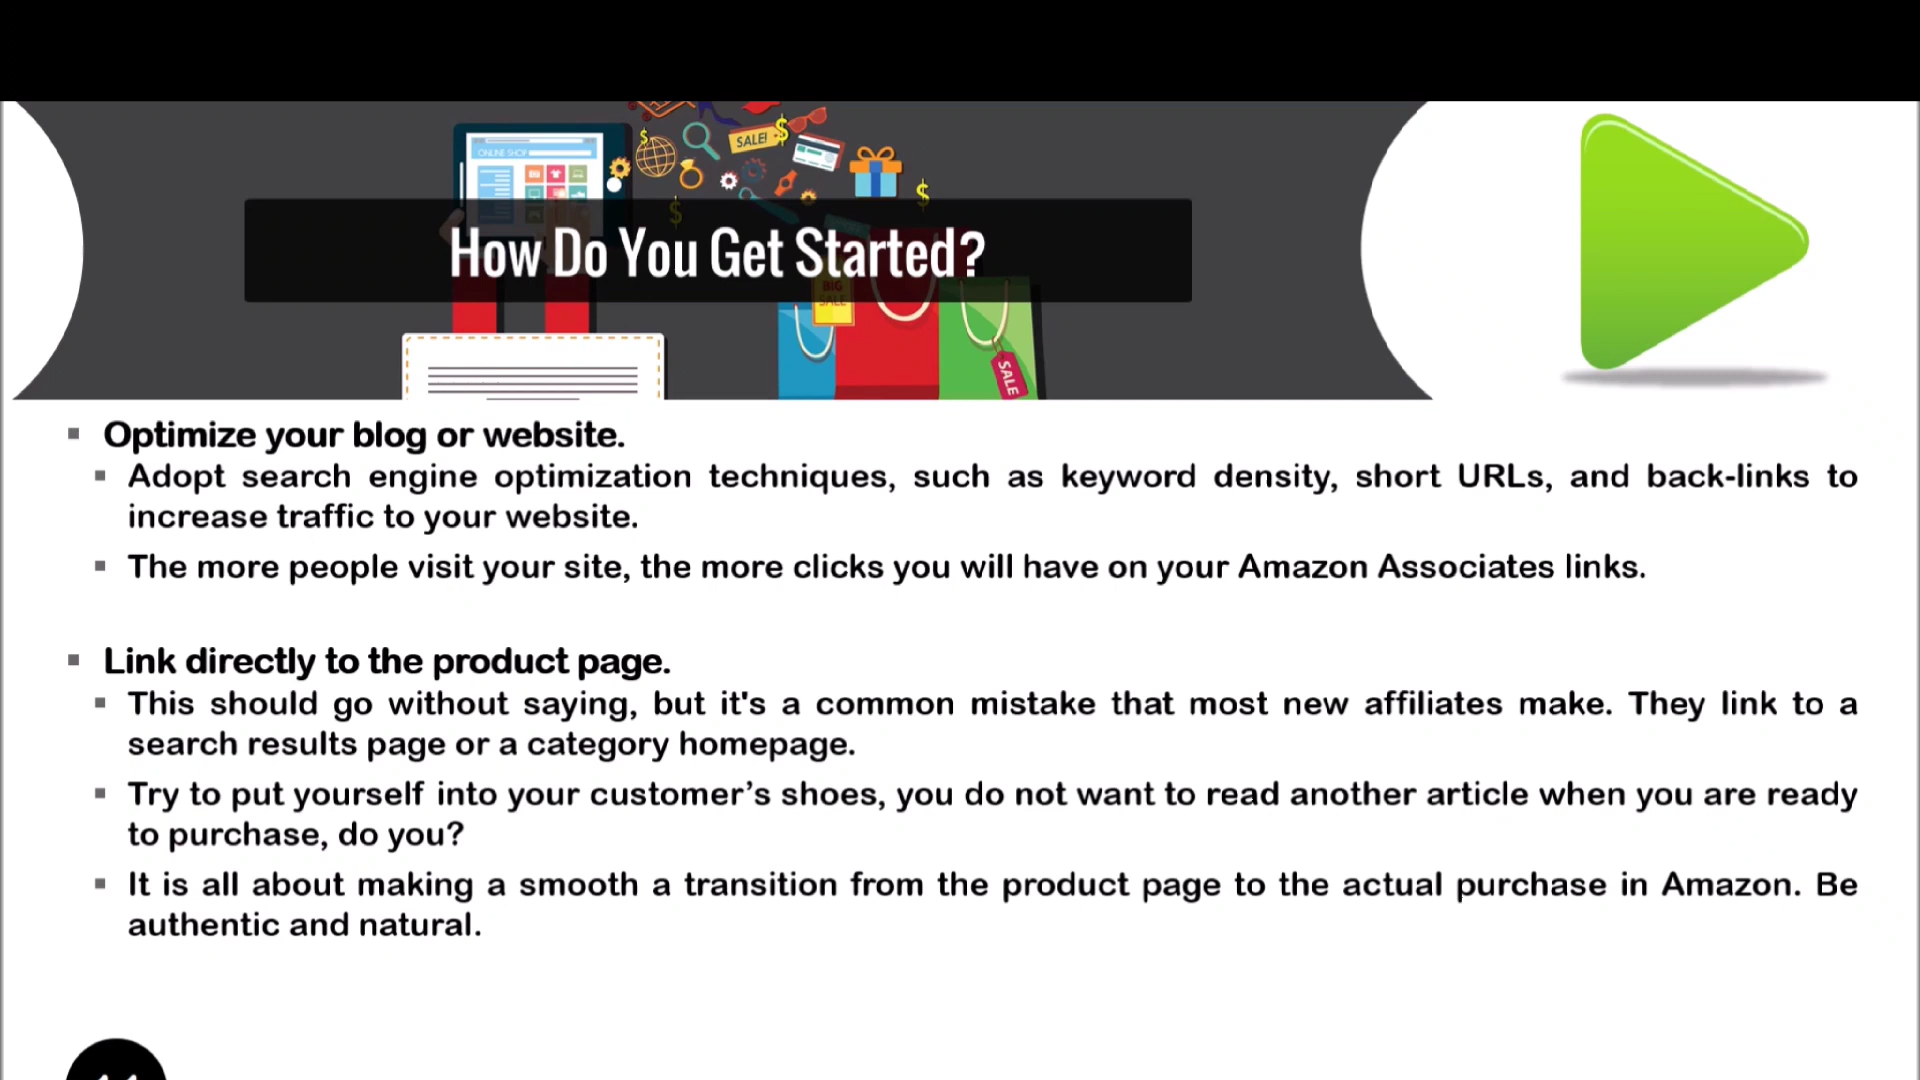 ONLINE SHOP
SALE!
How Do You Get Started?
BIG
SALE
SALE
Optimize your blog or website.
Adopt search engine optimization techniques, such as keyword density, short URLs, and back-links to
increase traffic to your website.
The more people visit your site, the more clicks you will have on your Amazon Associates links.
Link directly to the product page.
This should go without saying, but it's a common mistake that most new affiliates make. They link to a
search results page or a category homepage.
Try to put yourself into your customer’s shoes, you do not want to read another article when you are ready
to purchase, do you?
It is all about making a smooth a transition from the product page to the actual purchase in Amazon. Be
authentic and natural.